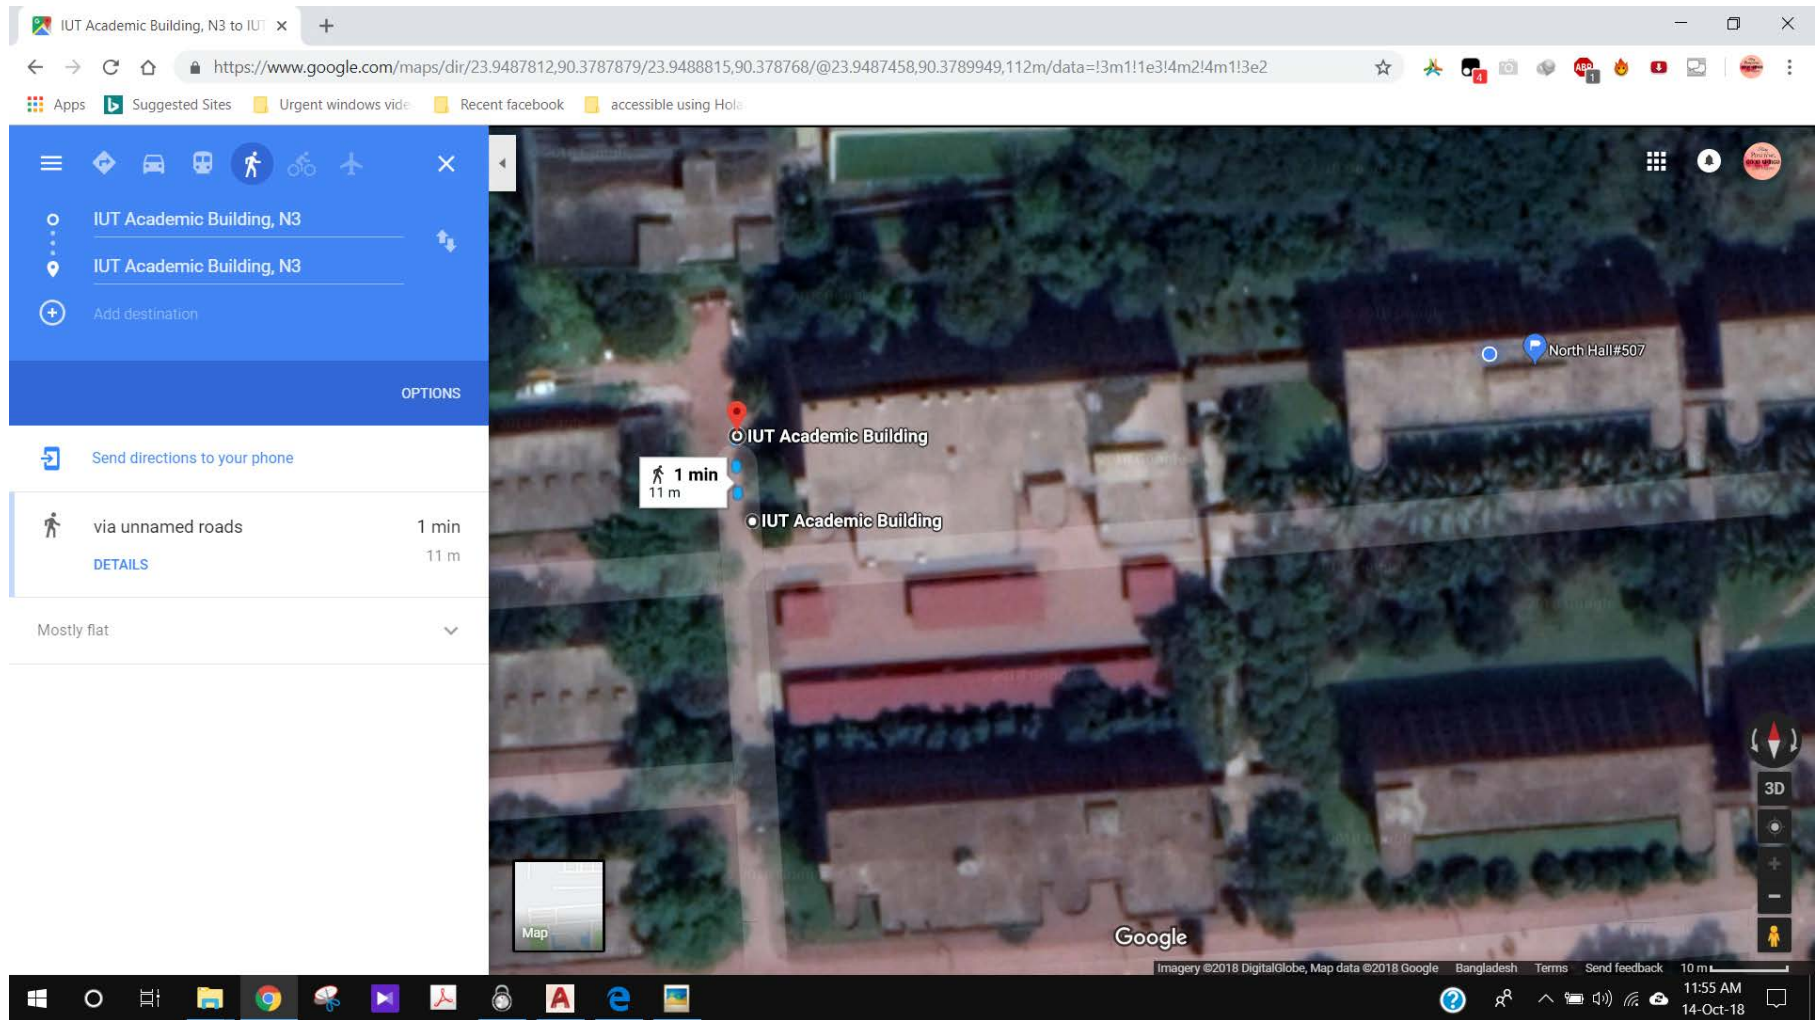 IUT Academic Building, N3 to IU
https://www.google.com/maps/dir/23.9487812,90.3787879/23.9488815,90.378768/@23.9487458,90.3789949,112m/data=!3m1!1e3!4m2!4m1!3e2
4
ABP
1
Apps
Suggested Sites
Urgent windows vide
Recent facebook
accessible using Hola
IUT Academic Building, N3
IUT Academic Building, N3
Add destination
OPTIONS
Send directions to your phone
via unnamed roads
1 min
11 m
DETAILS
Mostly flat
North Hall#507
IUT Academic Building
1 min
11 m
IUT Academic Building
3D
Map
Google
Imagery ©2018 DigitalGlobe, Map data ©2018 Google Bangladesh Terms Send feedback 10 m
11:55 AM
14-Oct-18